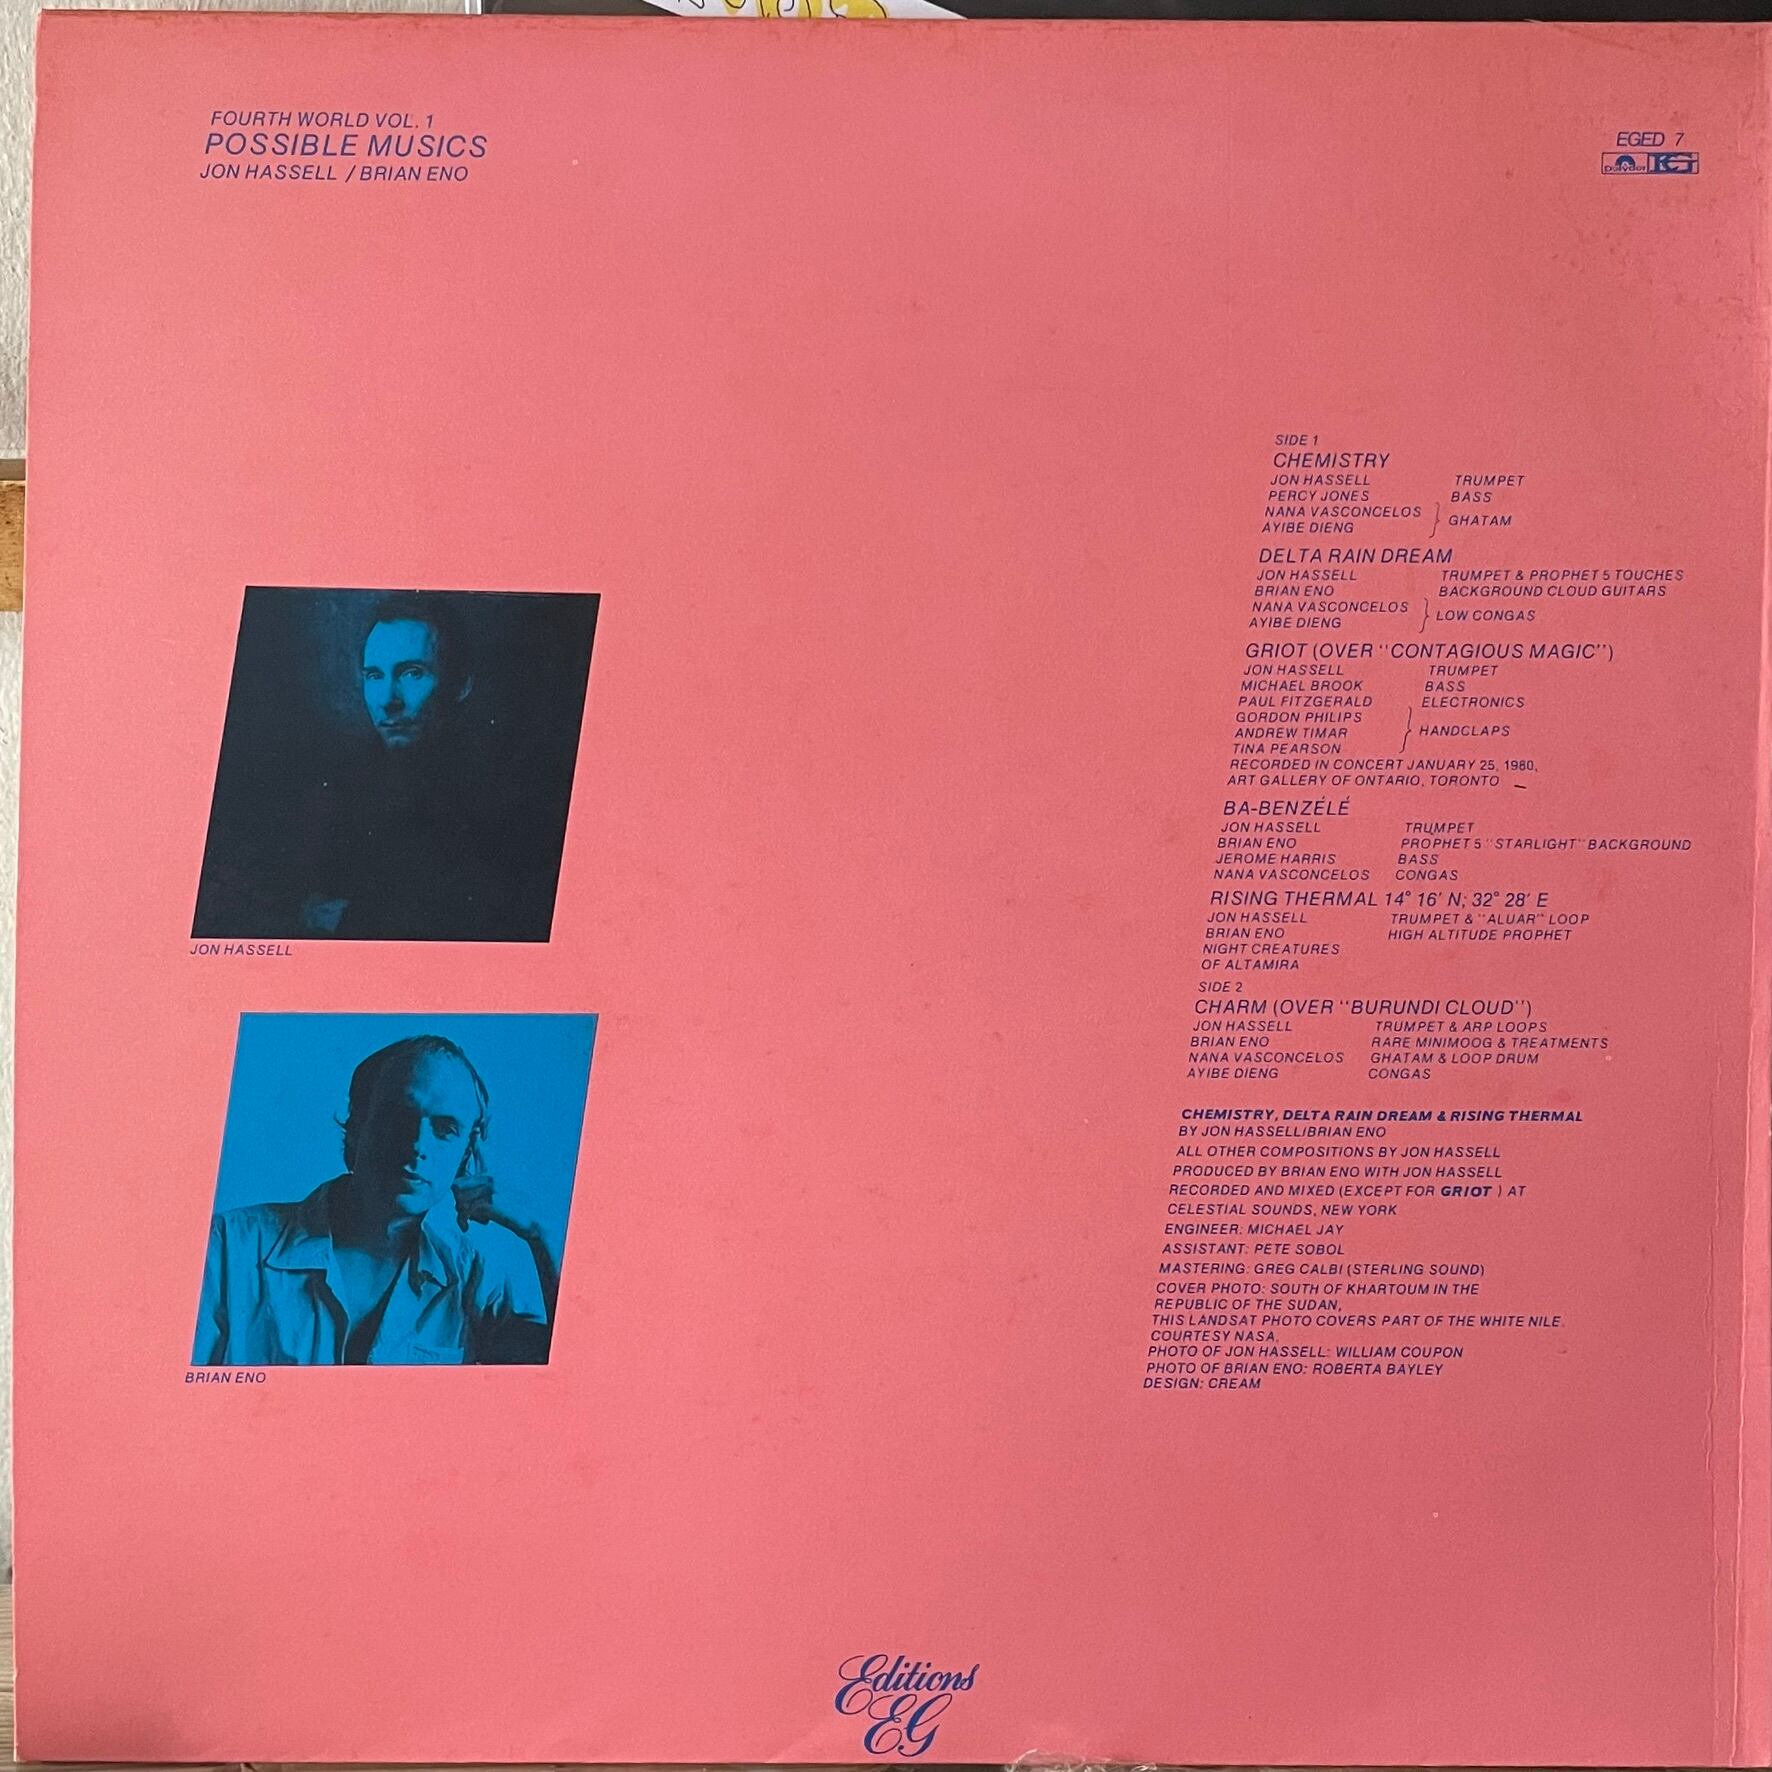 FOURTH WORLD VOL. 1
POSSIBLE MUSICS
JON HASSELL / BRIAN ENO
EGED 7
Polydor EG
SIDE 1
CHEMISTRY
JON HASSELL TRUMPET
PERCY JONES BASS
NANA VASCONCELOS
AYIBE DIENG } GHATAM
DELTA RAIN DREAM
JON HASSELL TRUMPET & PROPHET 5 TOUCHES
BRIAN ENO BACKGROUND CLOUD GUITARS
NANA VASCONCELOS
AYIBE DIENG } LOW CONGAS
GRIOT (OVER "CONTAGIOUS MAGIC")
JON HASSELL TRUMPET
MICHAEL BROOK BASS
PAUL FITZGERALD ELECTRONICS
GORDON PHILIPS
ANDREW TIMAR } HANDCLAPS
TINA PEARSON
RECORDED IN CONCERT JANUARY 25, 1980,
ART GALLERY OF ONTARIO, TORONTO
BA-BENZÉLÉ
JON HASSELL TRUMPET
BRIAN ENO PROPHET 5 "STARLIGHT" BACKGROUND
JEROME HARRIS BASS
NANA VASCONCELOS CONGAS
RISING THERMAL 14° 16' N; 32° 28' E
JON HASSELL TRUMPET & "ALUAR" LOOP
BRIAN ENO HIGH ALTITUDE PROPHET
NIGHT CREATURES
OF ALTAMIRA
SIDE 2
CHARM (OVER "BURUNDI CLOUD")
JON HASSELL TRUMPET & ARP LOOPS
BRIAN ENO RARE MINIMOOG & TREATMENTS
NANA VASCONCELOS GHATAM & LOOP DRUM
AYIBE DIENG CONGAS
CHEMISTRY, DELTA RAIN DREAM & RISING THERMAL
BY JON HASSELL/BRIAN ENO
ALL OTHER COMPOSITIONS BY JON HASSELL
PRODUCED BY BRIAN ENO WITH JON HASSELL
RECORDED AND MIXED (EXCEPT FOR GRIOT) AT
CELESTIAL SOUNDS, NEW YORK
ENGINEER: MICHAEL JAY
ASSISTANT: PETE SOBOL
MASTERING: GREG CALBI (STERLING SOUND)
COVER PHOTO: SOUTH OF KHARTOUM IN THE
REPUBLIC OF THE SUDAN,
THIS LANDSAT PHOTO COVERS PART OF THE WHITE NILE.
COURTESY NASA.
PHOTO OF JON HASSELL: WILLIAM COUPON
PHOTO OF BRIAN ENO: ROBERTA BAYLEY
DESIGN: CREAM
JON HASSELL
BRIAN ENO
Editions
EG